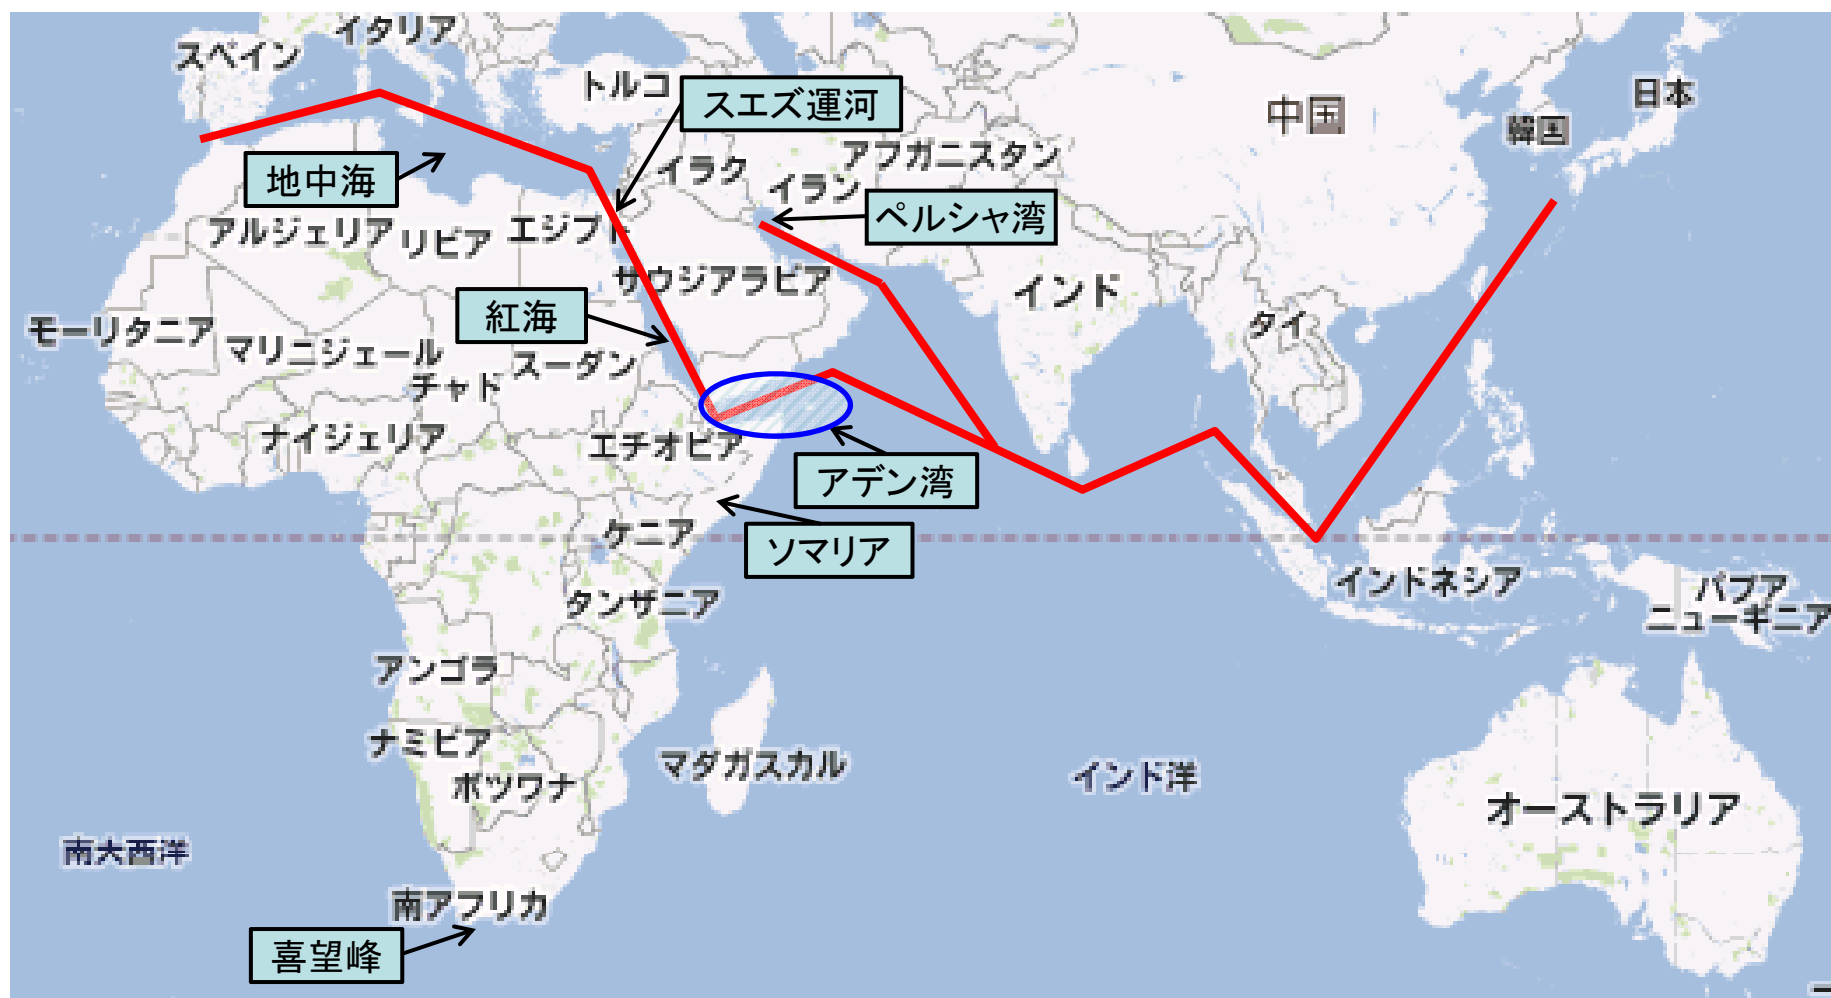 イタリア
スペイン
トルコ
スエズ運河
中国
日本
韓国
地中海
イラク
アフガニスタン
イラン
ペルシャ湾
アルジェリア
リビア
エジプト
サウジアラビア
インド
紅海
モーリタニア
マリ
ニジェール
チャド
スーダン
タイ
ナイジェリア
エチオピア
アデン湾
ソマリア
ケニア
タンザニア
インドネシア
パプア
ニューギニア
アンゴラ
ナミビア
ボツワナ
マダガスカル
インド洋
オーストラリア
南大西洋
南アフリカ
喜望峰